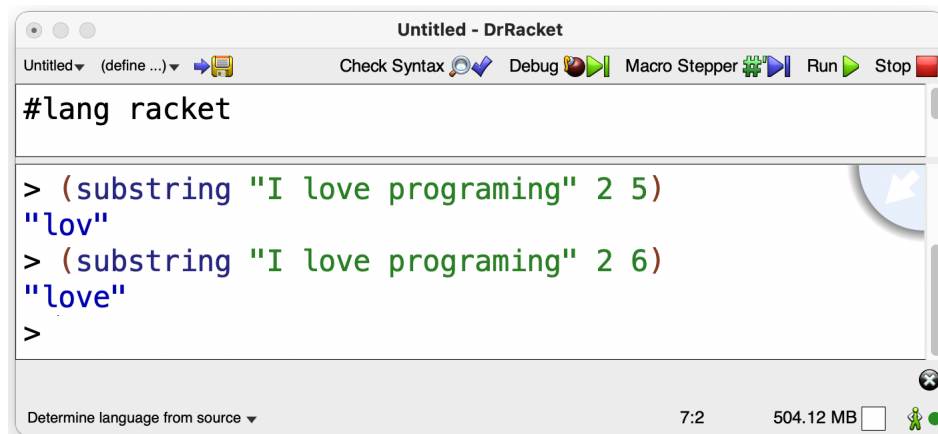 Untitled - DrRacket
Untitled (define ...) Check Syntax Debug Macro Stepper Run Stop
#lang racket
> (substring "I love programing" 2 5)
"lov"
> (substring "I love programing" 2 6)
"love"
>
Determine language from source 7:2 504.12 MB